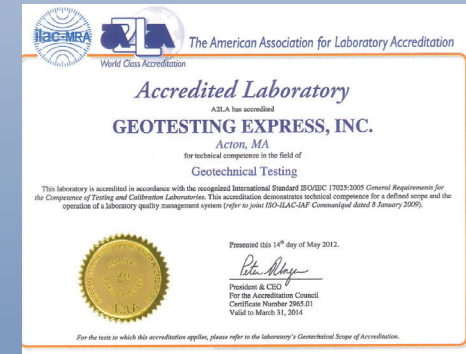 ilac-MRA
A2LA
World Class Accreditation
The American Association for Laboratory Accreditation
Accredited Laboratory
A2LA has accredited
GEOTESTING EXPRESS, INC.
Acton, MA
for technical competence in the field of
Geotechnical Testing
This laboratory is accredited in accordance with the recognized International Standard ISO/IEC 17025:2005 General Requirements for
the Competence of Testing and Calibration Laboratories. This accreditation demonstrates technical competence for a defined scope and the
operation of a laboratory quality management system (refer to joint ISO-ILAC-IAF Communiqué dated 8 January 2009).
Presented this 14th day of May 2012.
President & CEO
For the Accreditation Council
Certificate Number 2965.01
Valid to March 31, 2014
For the tests to which this accreditation applies, please refer to the laboratory's Geotechnical Scope of Accreditation.